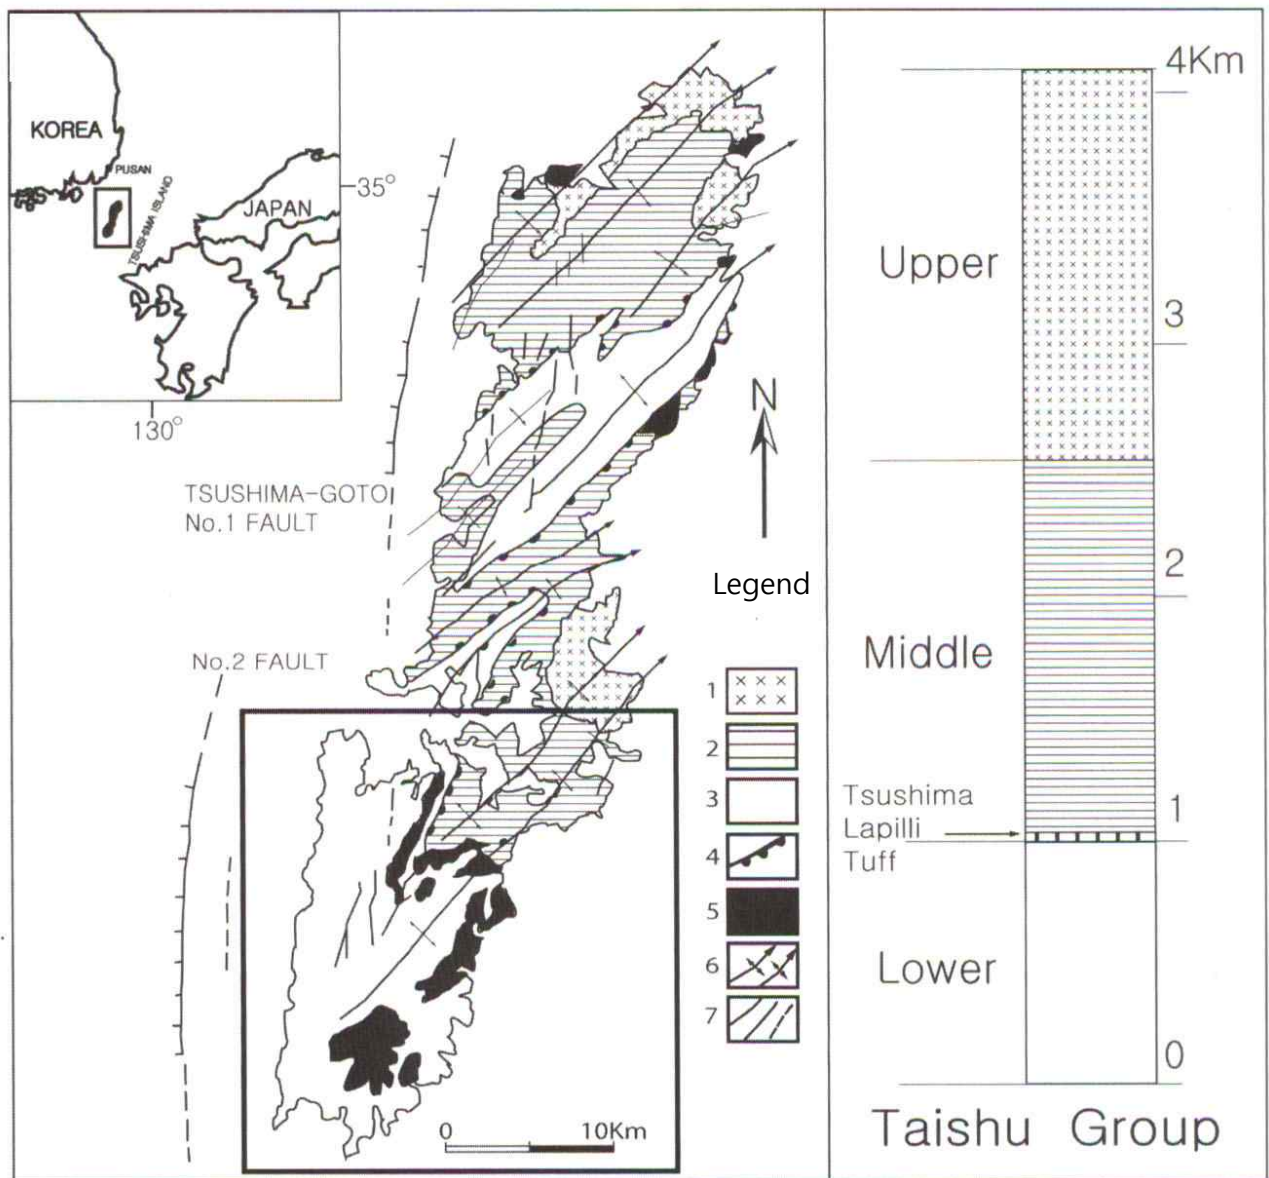 KOREA
PUSAN
TSUSHIMA ISLAND
JAPAN
35°
130°
TSUSHIMA-GOTO
No.1 FAULT
No.2 FAULT
N
Legend
1
2
3
4
5
6
7
0 10Km
4Km
Upper
3
2
Middle
1
Tsushima
Lapilli
Tuff
Lower
0
Taishu Group